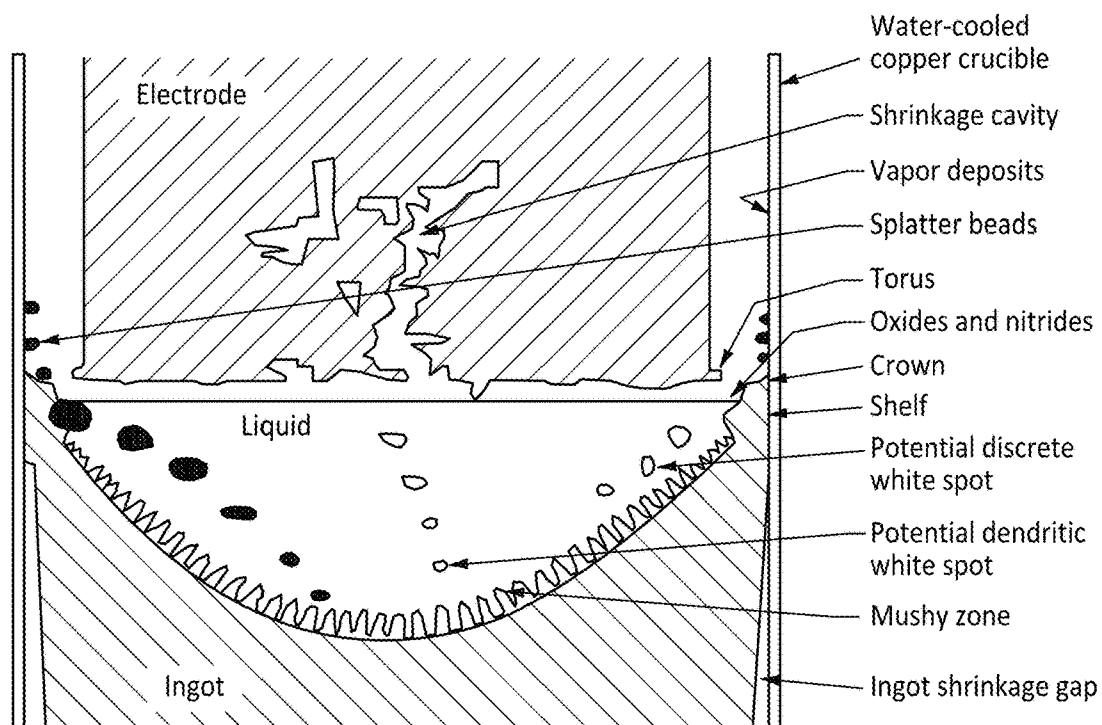 Water-cooled
copper crucible
Electrode
Shrinkage cavity
Vapor deposits
Splatter beads
Torus
Oxides and nitrides
Crown
Shelf
Liquid
Potential discrete
white spot
Potential dendritic
white spot
Mushy zone
Ingot
Ingot shrinkage gap